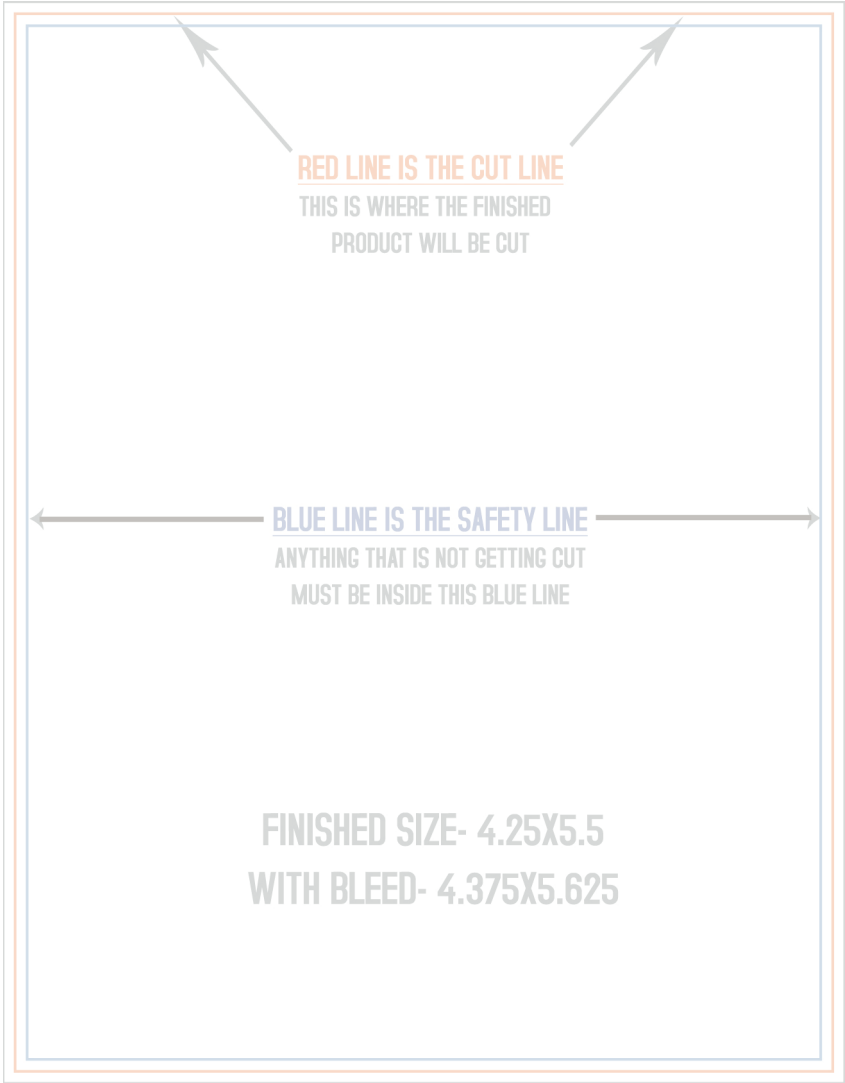 RED LINE IS THE CUT LINE
THIS IS WHERE THE FINISHED
PRODUCT WILL BE CUT
BLUE LINE IS THE SAFETY LINE
ANYTHING THAT IS NOT GETTING CUT
MUST BE INSIDE THIS BLUE LINE
FINISHED SIZE- 4.25X5.5
WITH BLEED- 4.375X5.625